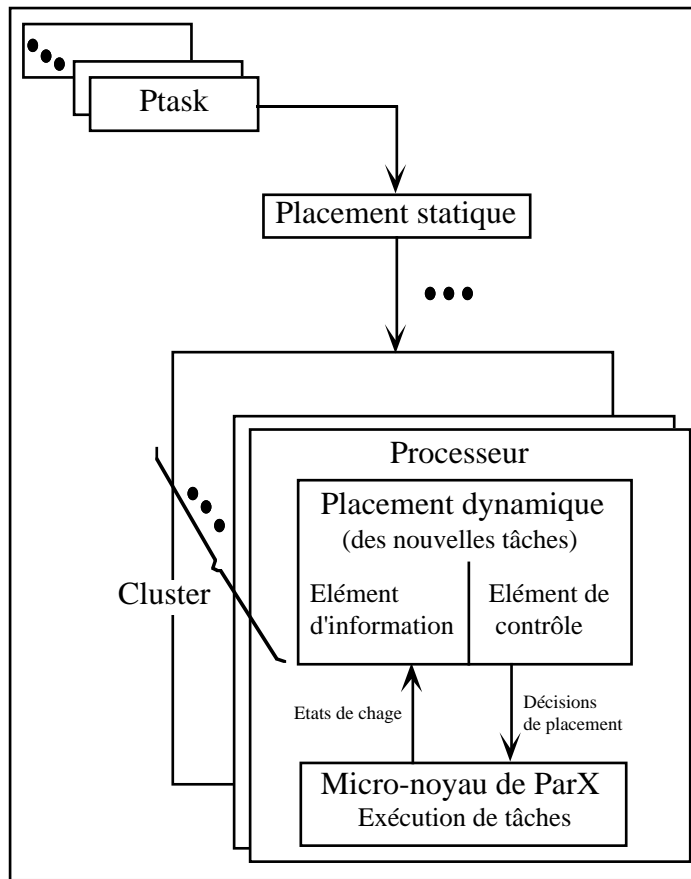 Ptask
Placement statique
Processeur
Placement dynamique
(des nouvelles tâches)
Elément
d'information
Elément de
contrôle
Cluster
Etats de chage
Décisions
de placement
Micro-noyau de ParX
Exécution de tâches